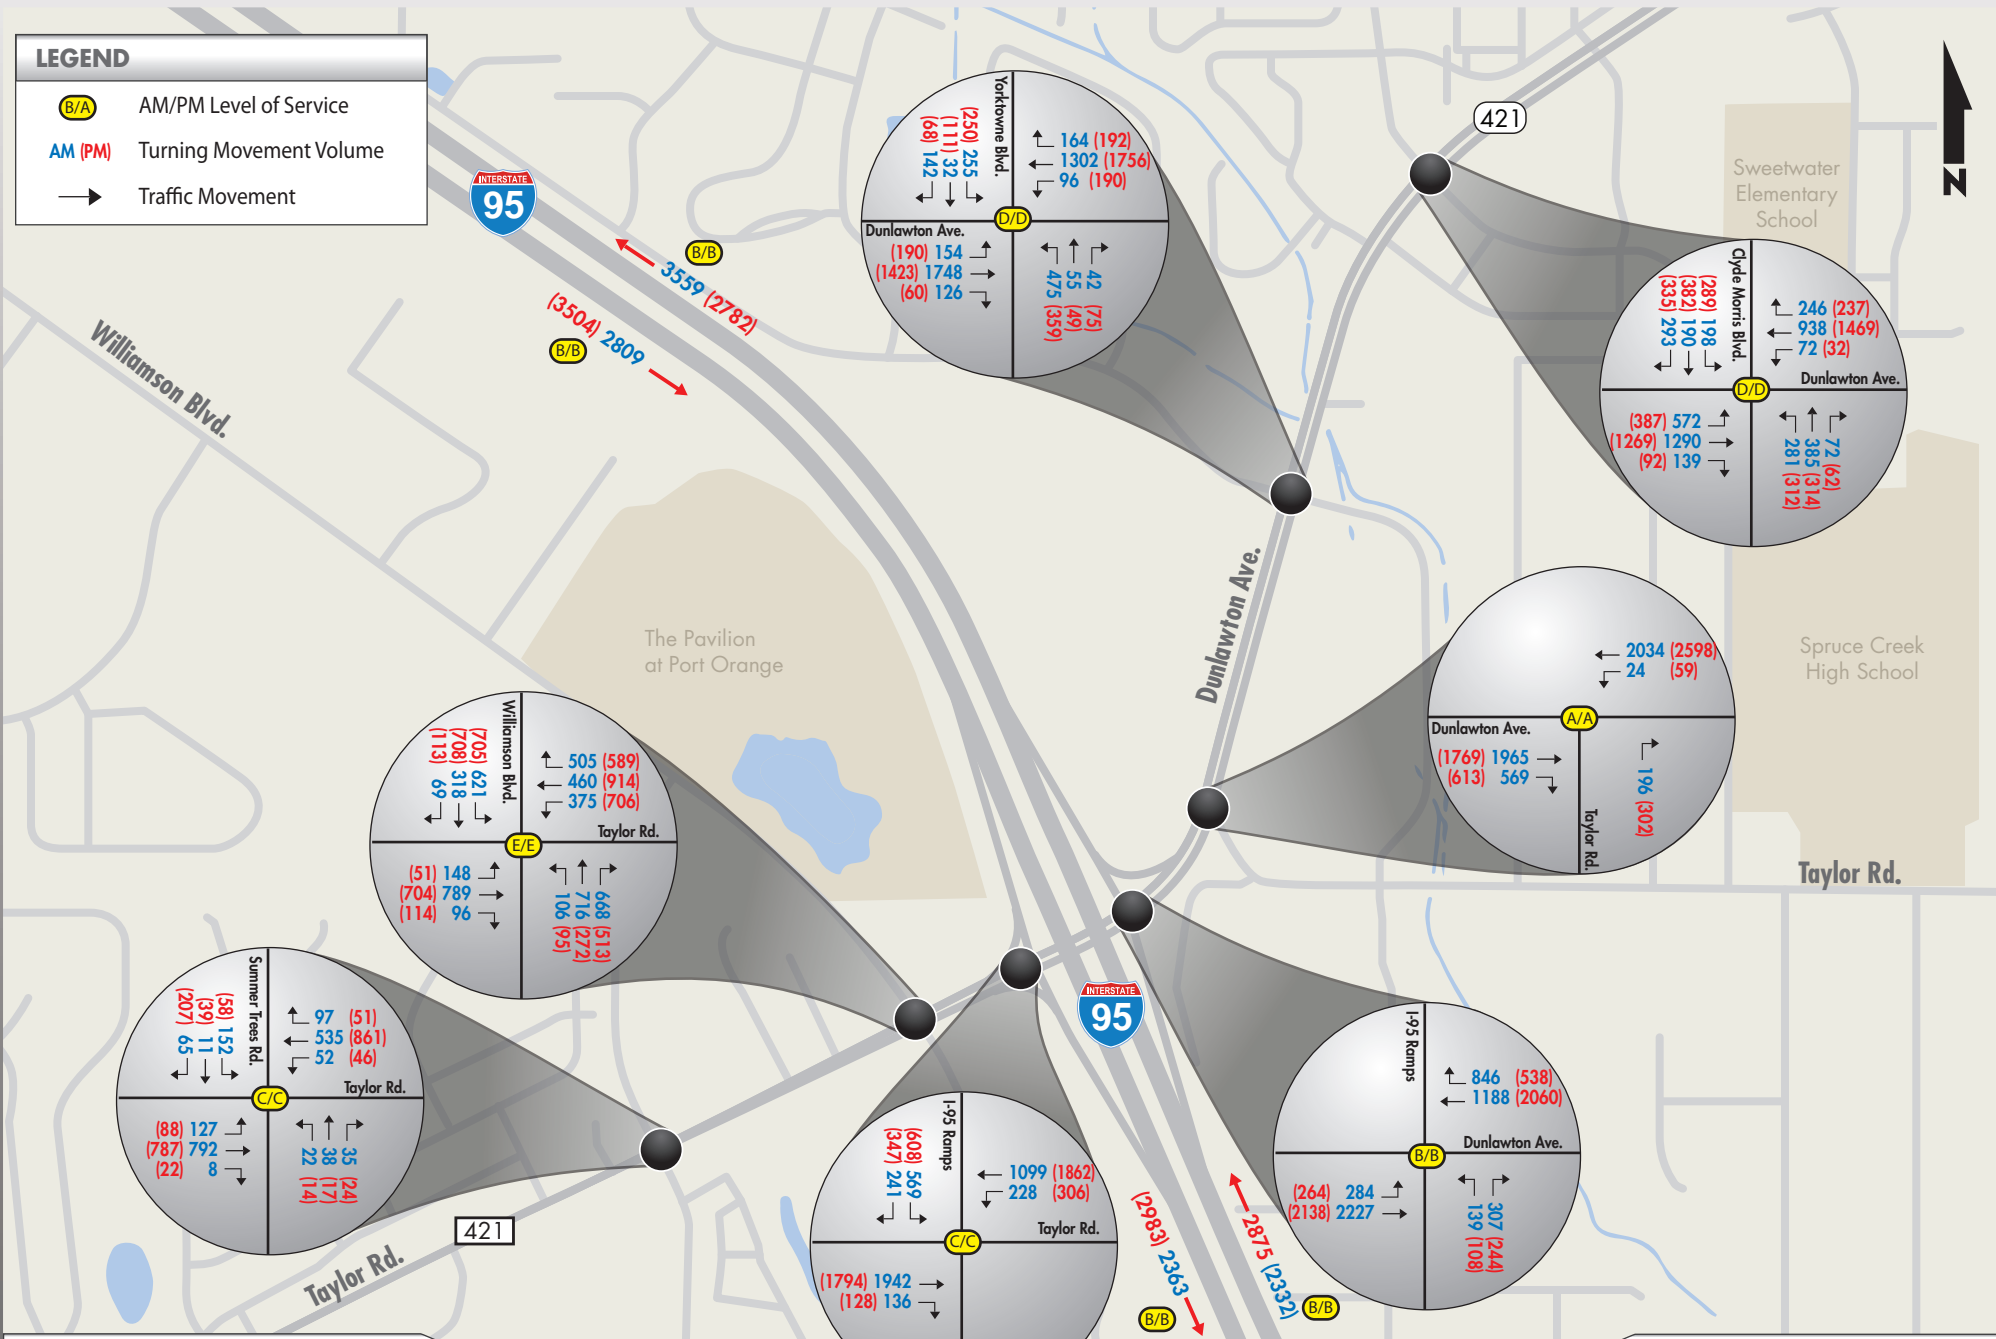 LEGEND
B/A AM/PM Level of Service
AM (PM) Turning Movement Volume
Traffic Movement
INTERSTATE
95
B/B
3559 (2782)
(3504) 2809
B/B
Williamson Blvd.
Yorktowne Blvd.
(68) 142
(111) 32
(250) 255
164 (192)
1302 (1756)
96 (190)
D/D
Dunlawton Ave.
(190) 154
(1423) 1748
(60) 126
475 (359)
55 (49)
42 (75)
421
N
Sweetwater
Elementary
School
Clyde Morris Blvd.
(335) 293
(382) 190
(289) 198
246 (237)
938 (1469)
72 (32)
Dunlawton Ave.
D/D
(387) 572
(1269) 1290
(92) 139
281 (312)
385 (314)
72 (62)
Dunlawton Ave.
The Pavilion
at Port Orange
Spruce Creek
High School
2034 (2598)
24 (59)
A/A
Dunlawton Ave.
(1769) 1965
(613) 569
196 (302)
Taylor Rd.
Taylor Rd.
Williamson Blvd.
(113) 69
(708) 318
(705) 621
505 (589)
460 (914)
375 (706)
Taylor Rd.
E/E
(51) 148
(704) 789
(114) 96
106 (95)
716 (272)
668 (513)
Summer Trees Rd.
(207) 65
(39) 11
(58) 152
97 (51)
535 (861)
52 (46)
Taylor Rd.
C/C
(88) 127
(787) 792
(22) 8
22 (14)
38 (17)
35 (24)
421
Taylor Rd.
INTERSTATE
95
I-95 Ramps
(347) 241
(608) 569
1099 (1862)
228 (306)
Taylor Rd.
C/C
(1794) 1942
(128) 136
I-95 Ramps
846 (538)
1188 (2060)
Dunlawton Ave.
B/B
(264) 284
(2138) 2227
139 (108)
307 (244)
(2983) 2363
B/B
2875 (2332)
B/B